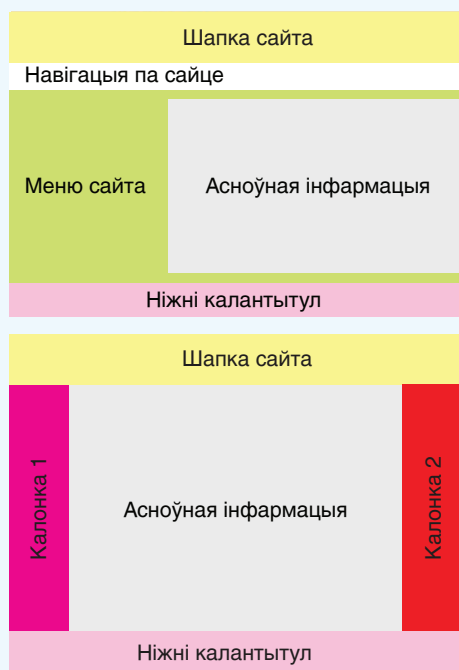 Шапка сайта
Навігацыя па сайце
Меню сайта
Асноўная інфармацыя
Ніжні калантытул
Шапка сайта
Калонка 1
Асноўная інфармацыя
Калонка 2
Ніжні калантытул